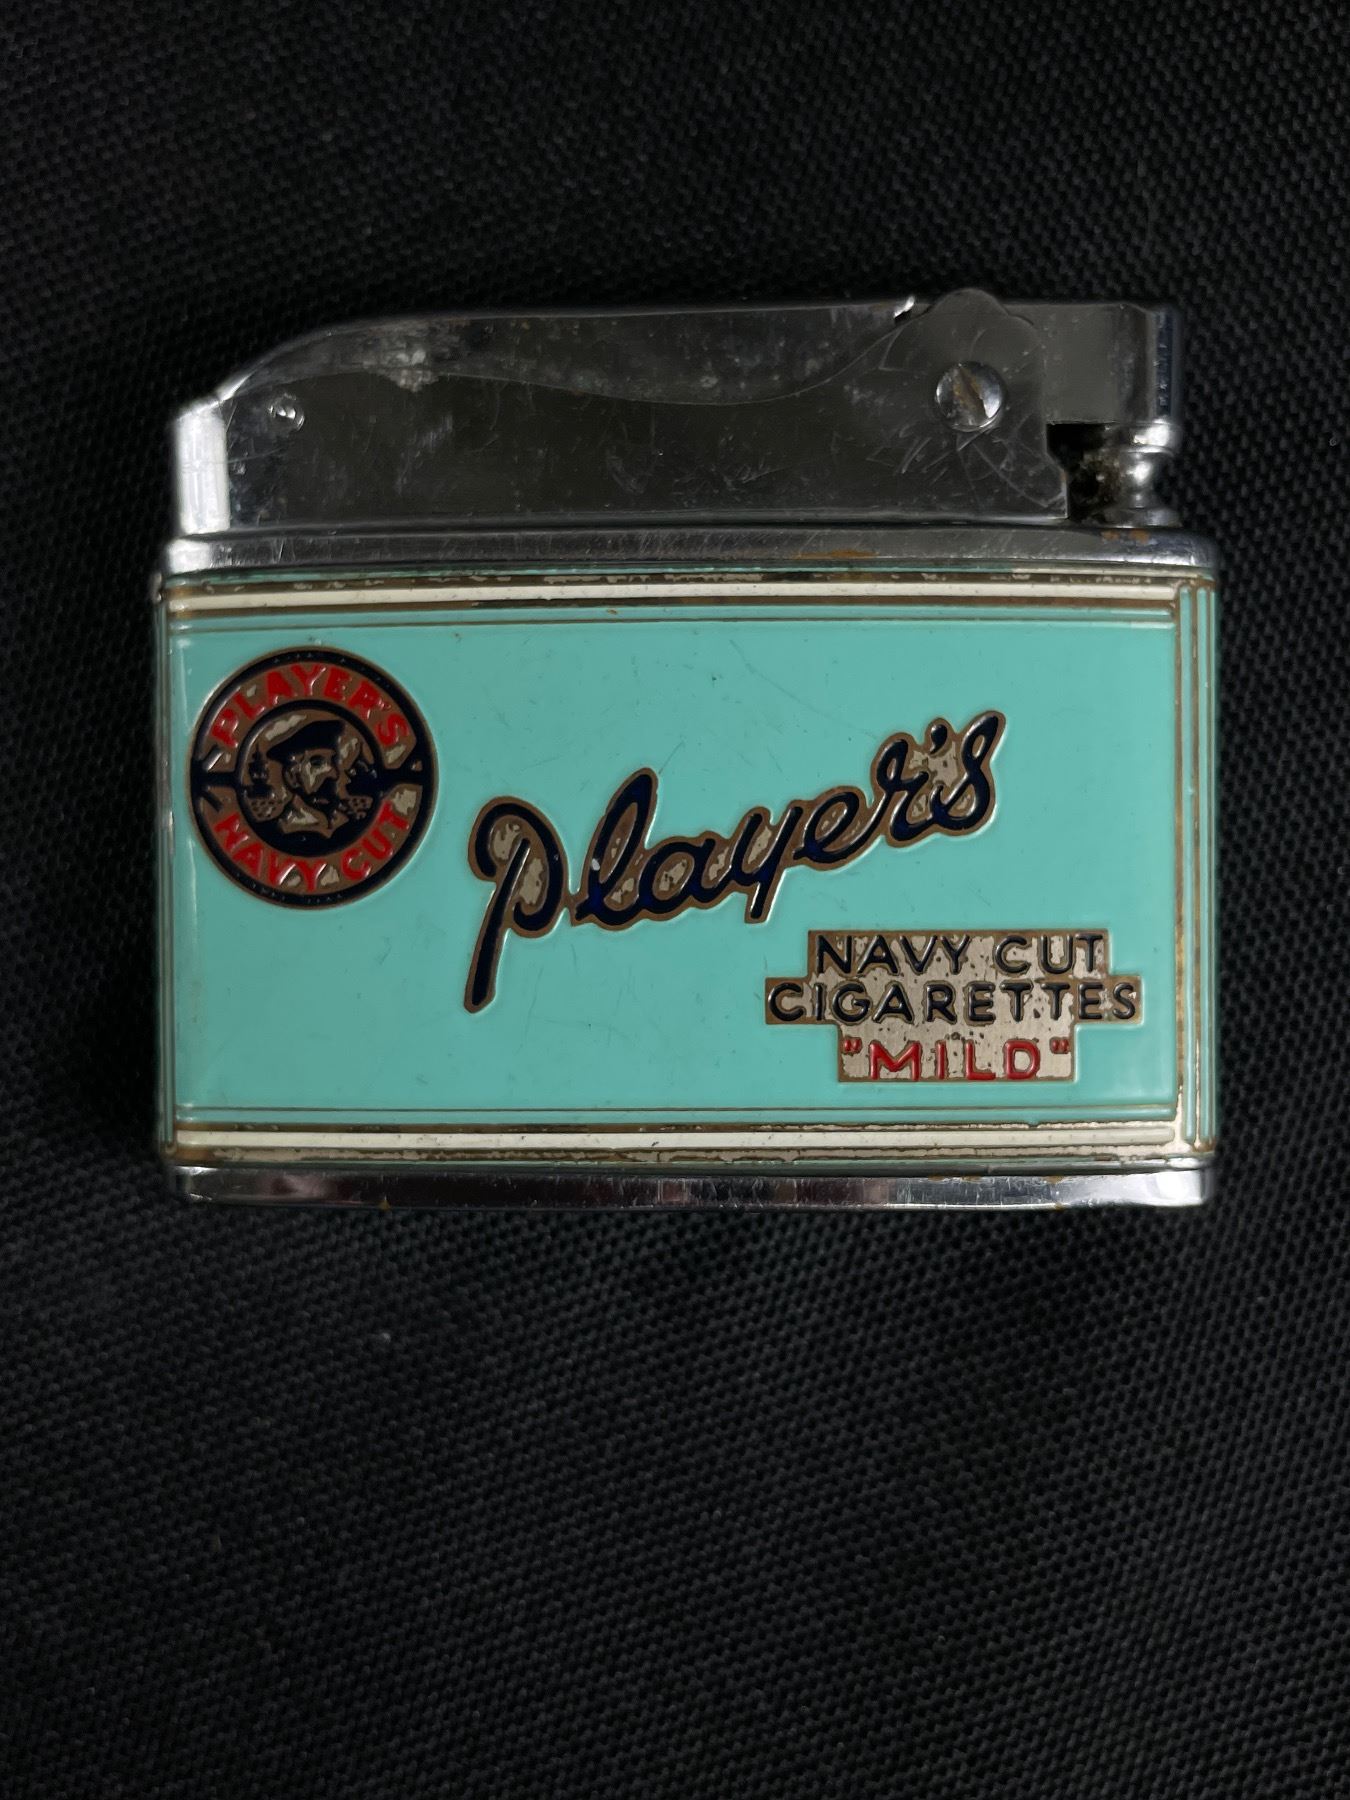 PLAYER'S
NAVY CUT
Player's
NAVY CUT
CIGARETTES
"MILD"